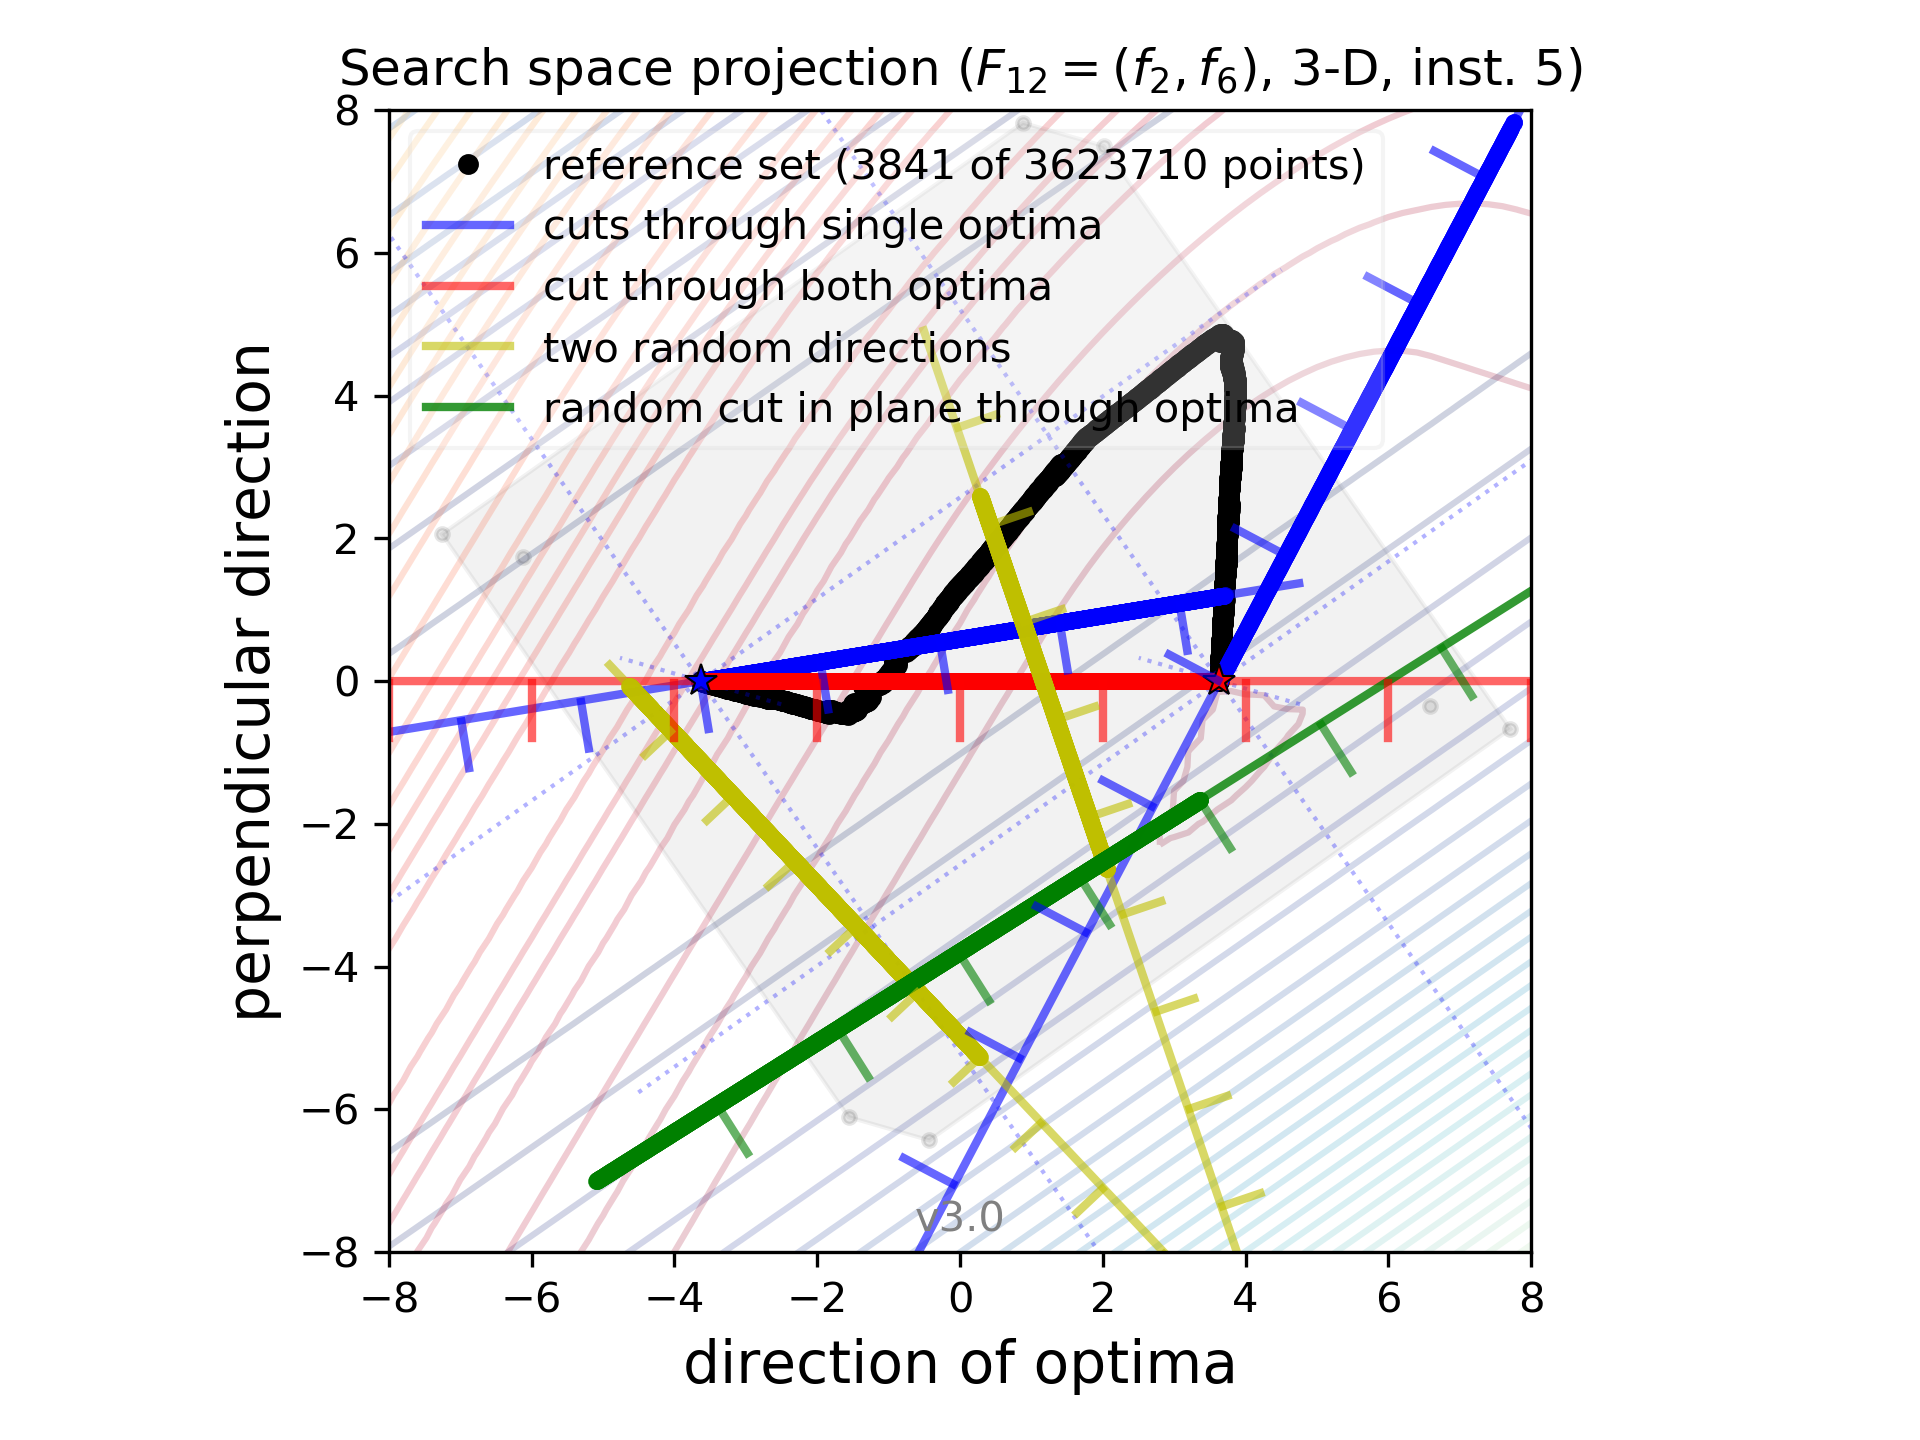 Search space projection (F₁₂ = (f₂, f₆), 3-D, inst. 5)
reference set (3841 of 3623710 points)
cuts through single optima
cut through both optima
two random directions
random cut in plane through optima
perpendicular direction
8
6
4
2
0
−2
−4
−6
−8
v3.0
−8 −6 −4 −2 0 2 4 6 8
direction of optima